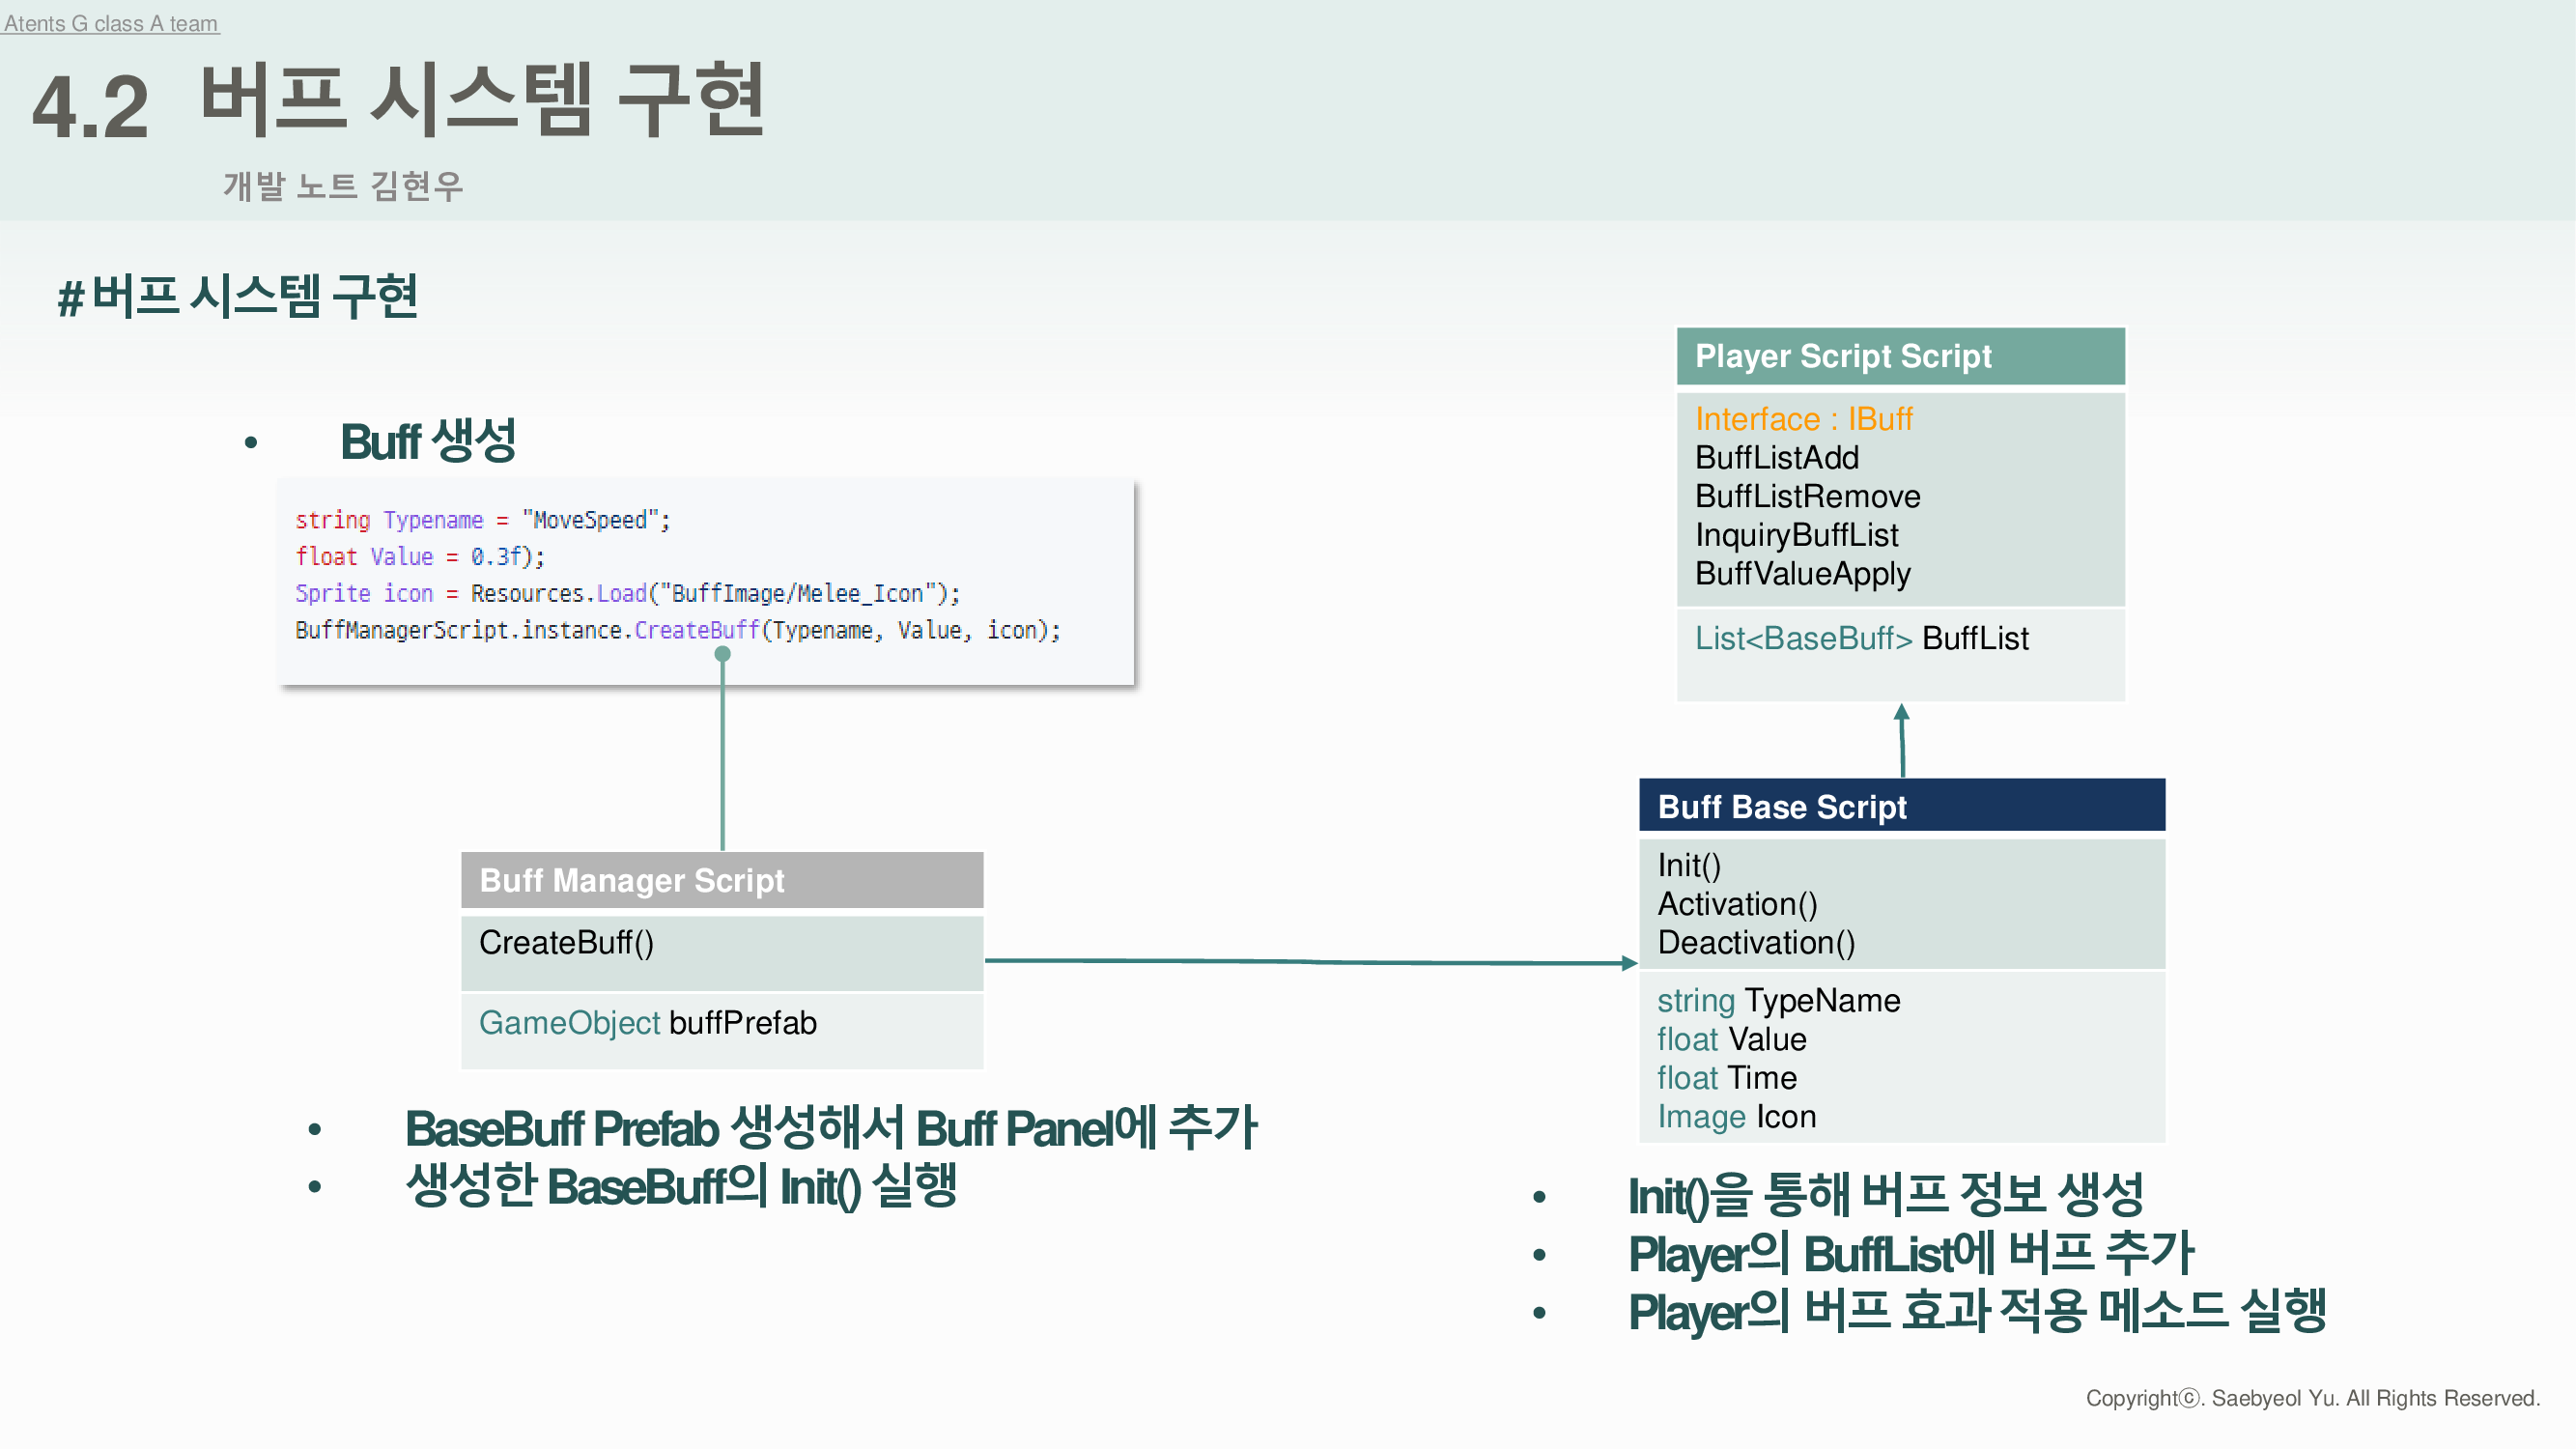 Atents G class A team
4.2 버프 시스템 구현
개발 노트 김현우
#버프 시스템 구현
• Buff 생성
string Typename = "MoveSpeed";
float Value = 0.3f);
Sprite icon = Resources.Load("BuffImage/Melee_Icon");
BuffManagerScript.instance.CreateBuff(Typename, Value, icon);
Buff Manager Script
CreateBuff()
GameObject buffPrefab
• BaseBuff Prefab 생성해서 Buff Panel에 추가
• 생성한 BaseBuff의 Init() 실행
Player Script Script
Interface : IBuff
BuffListAdd
BuffListRemove
InquiryBuffList
BuffValueApply
List<BaseBuff> BuffList
Buff Base Script
Init()
Activation()
Deactivation()
string TypeName
float Value
float Time
Image Icon
• Init()을 통해 버프 정보 생성
• Player의 BuffList에 버프 추가
• Player의 버프 효과 적용 메소드 실행
Copyrightⓒ. Saebyeol Yu. All Rights Reserved.